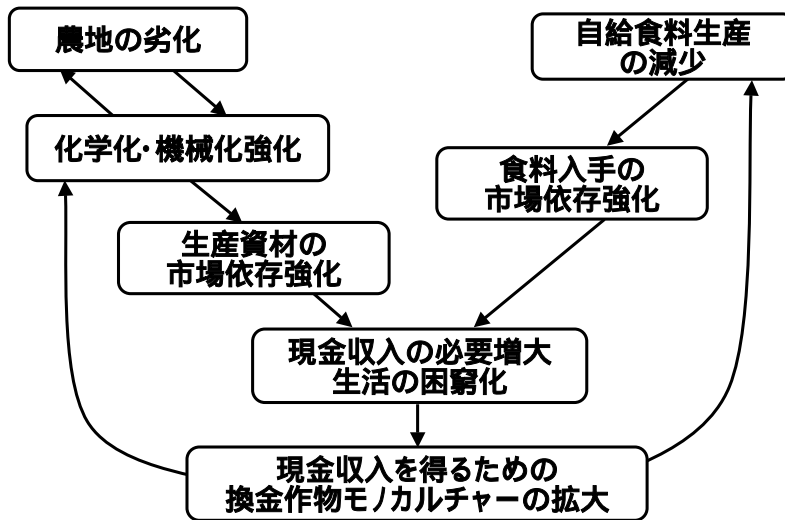 農地の劣化
自給食料生産
の減少
化学化・機械化強化
食料入手の
市場依存強化
生産資材の
市場依存強化
現金収入の必要増大
生活の困窮化
現金収入を得るための
換金作物モノカルチャーの拡大